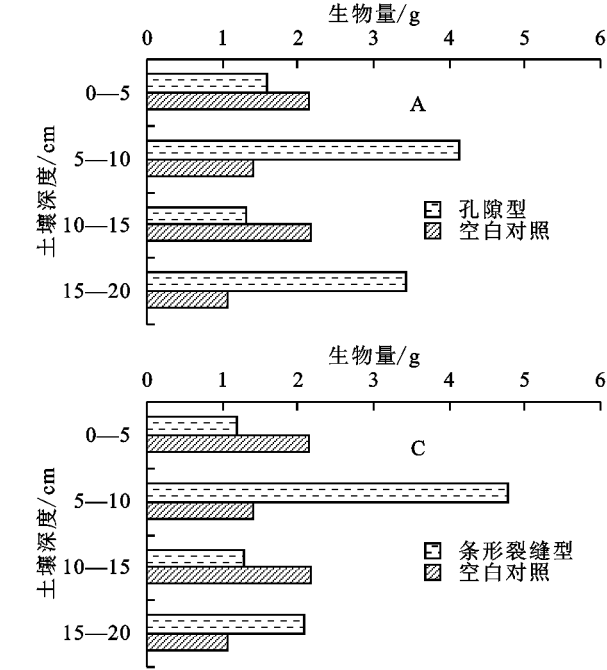 生物量/g
0 1 2 3 4 5 6
0—5
A
5—10
10—15
15—20
土壤深度/cm
孔隙型
空白对照
生物量/g
0 1 2 3 4 5 6
0—5
C
5—10
10—15
15—20
土壤深度/cm
条形裂缝型
空白对照